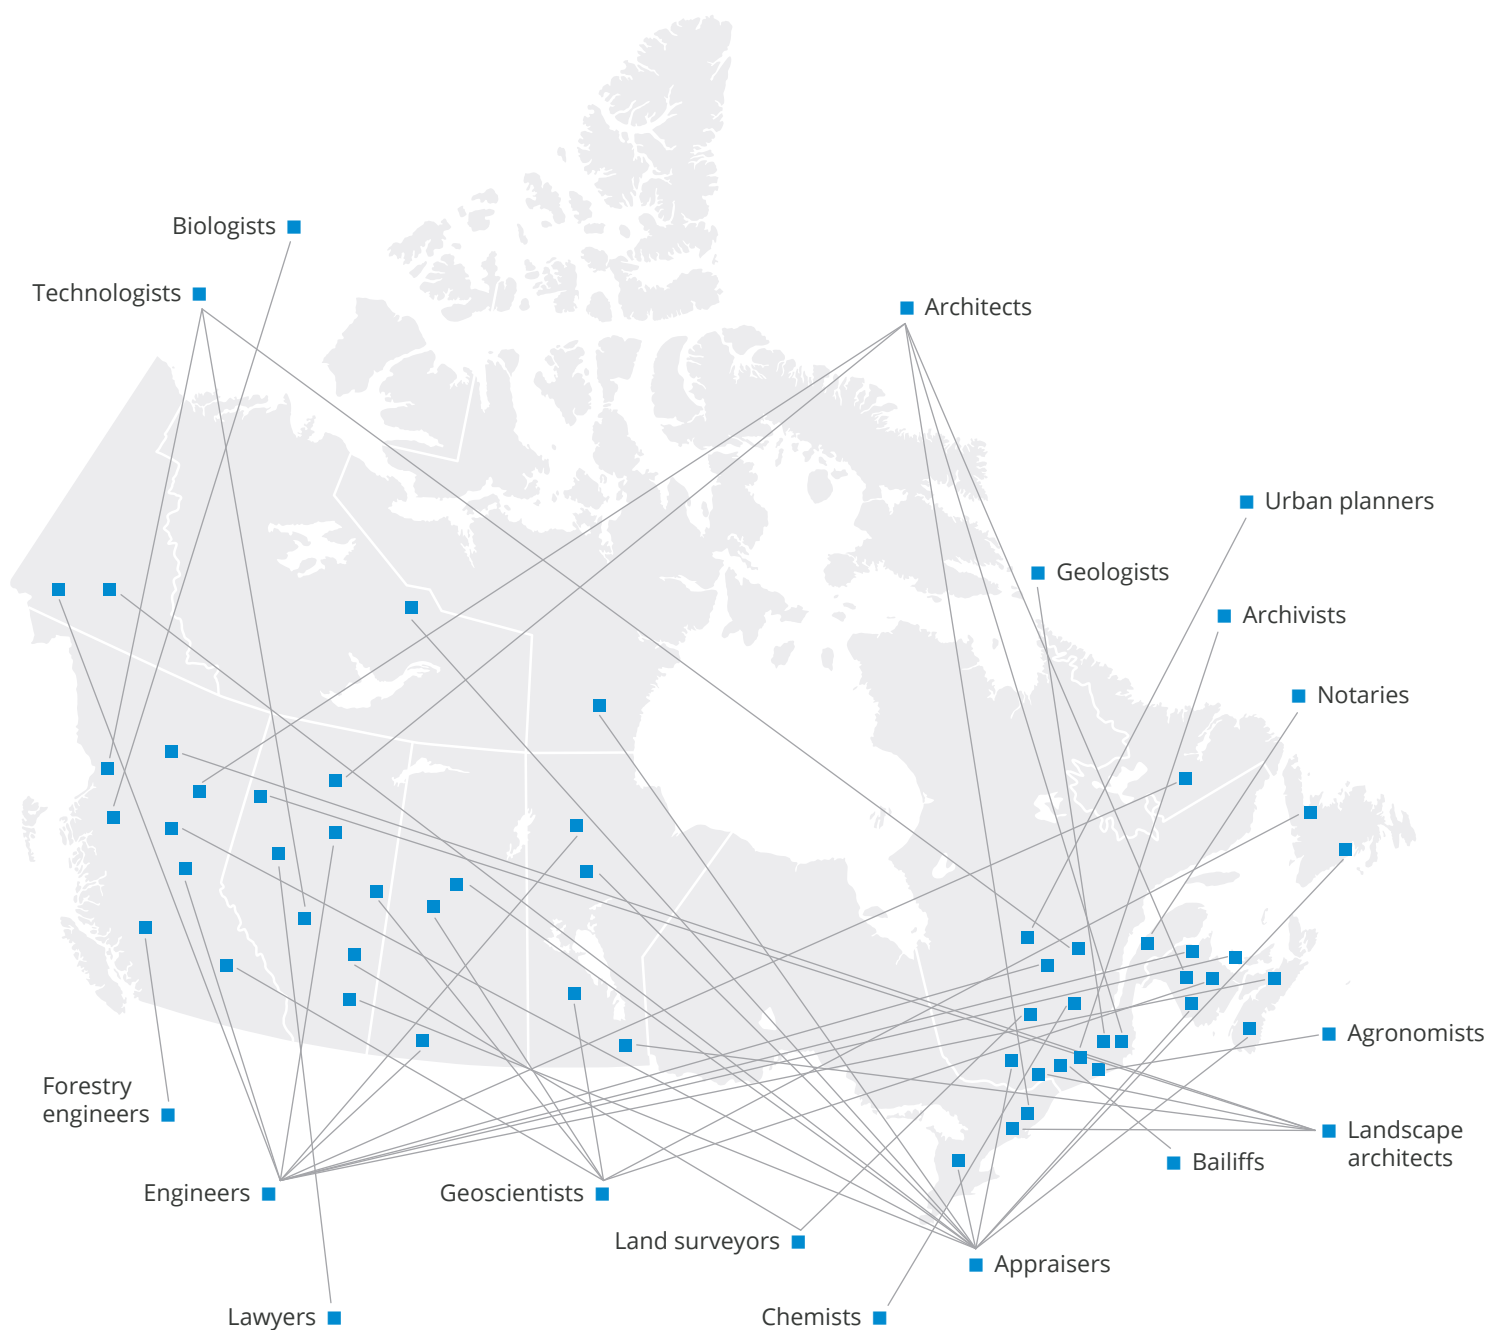 Biologists
Technologists
Architects
Urban planners
Geologists
Archivists
Notaries
Agronomists
Forestry
engineers
Landscape
architects
Bailiffs
Engineers
Geoscientists
Land surveyors
Appraisers
Lawyers
Chemists